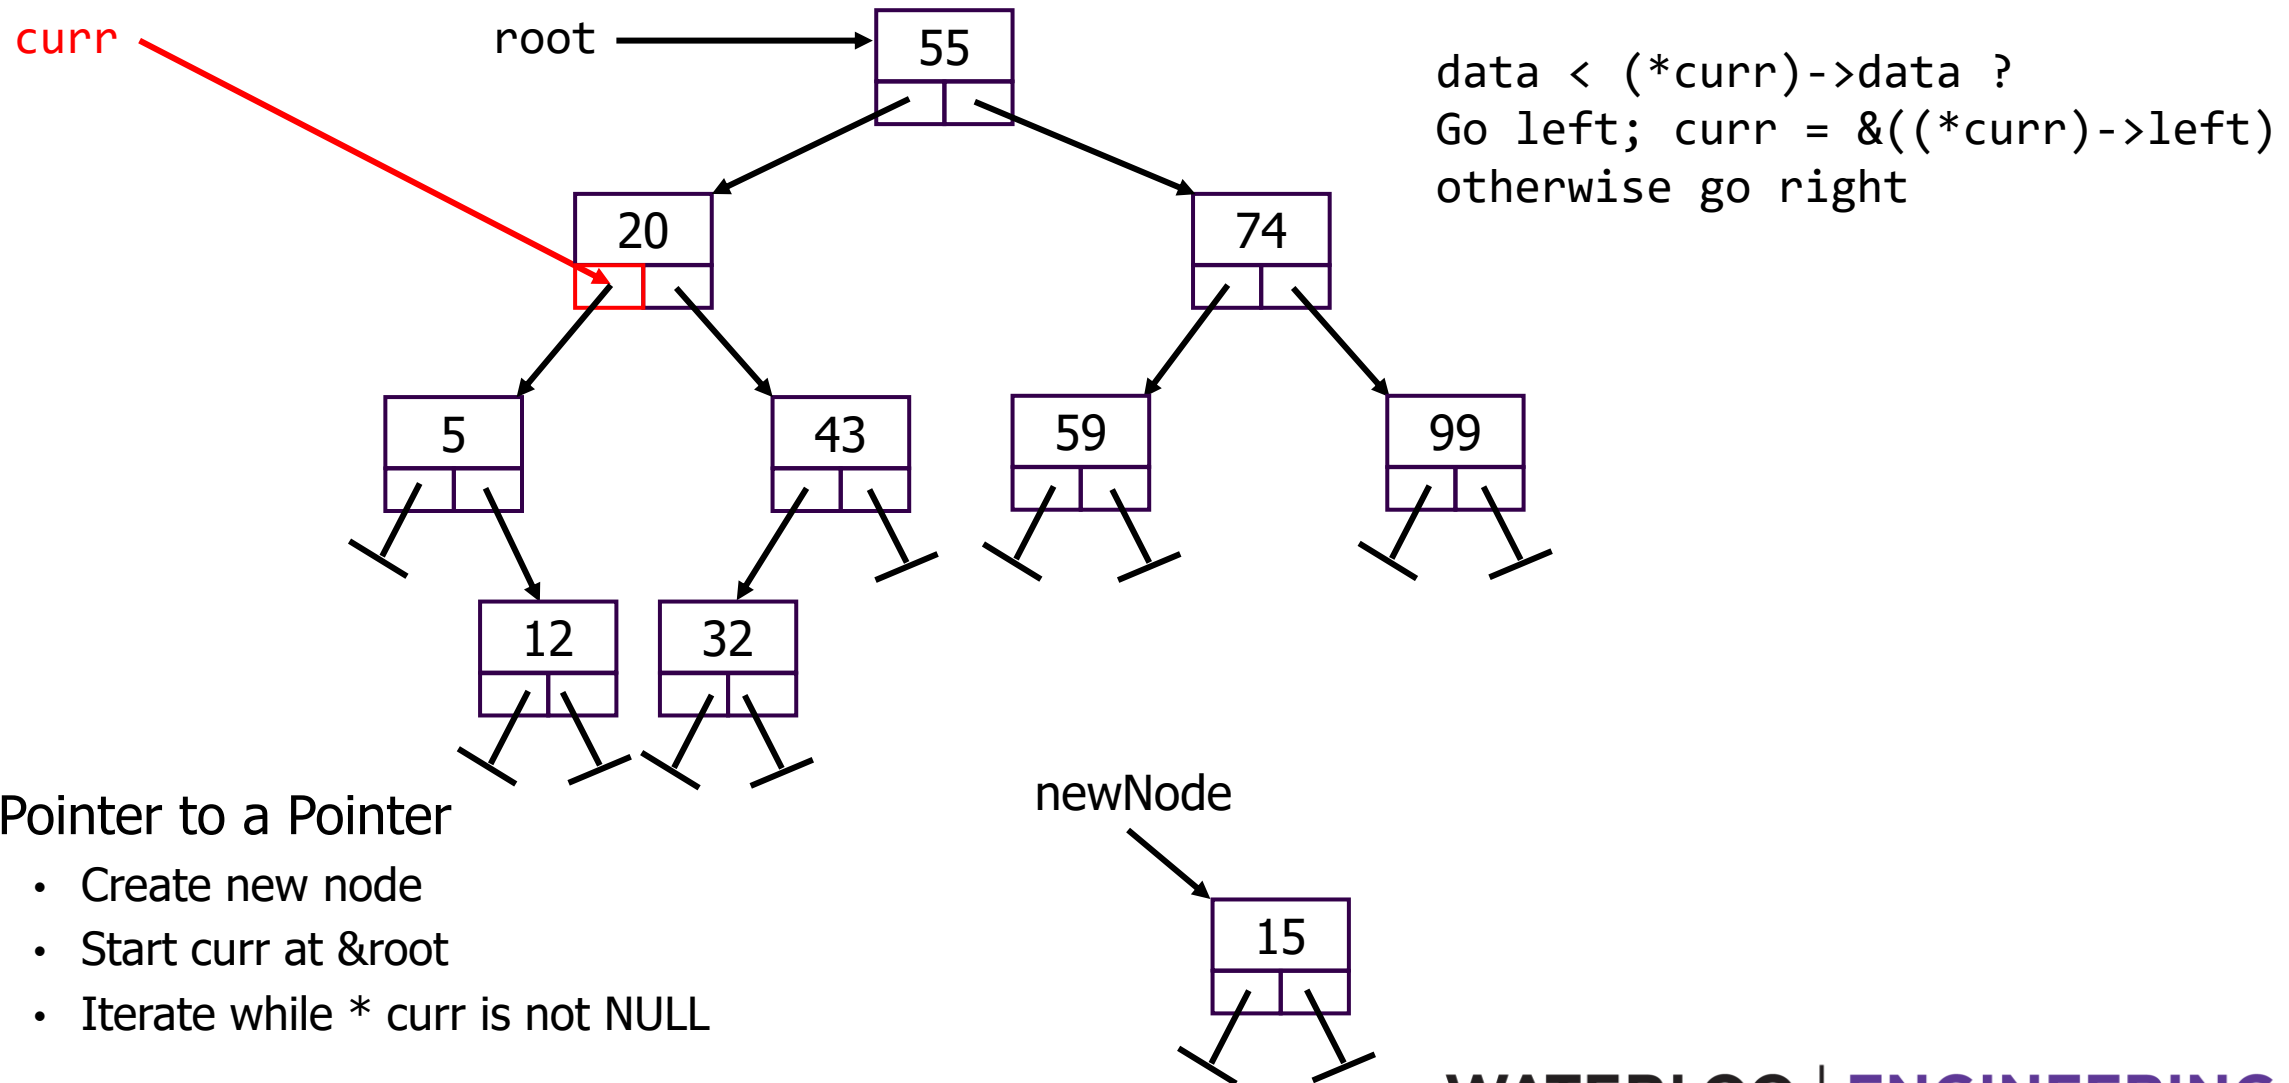 curr
root
55
data < (*curr)->data ?
Go left; curr = &((*curr)->left)
otherwise go right
20
74
5
43
59
99
12
32
Pointer to a Pointer
• Create new node
• Start curr at &root
• Iterate while * curr is not NULL
newNode
15
WATERLOO | ENGINEERING